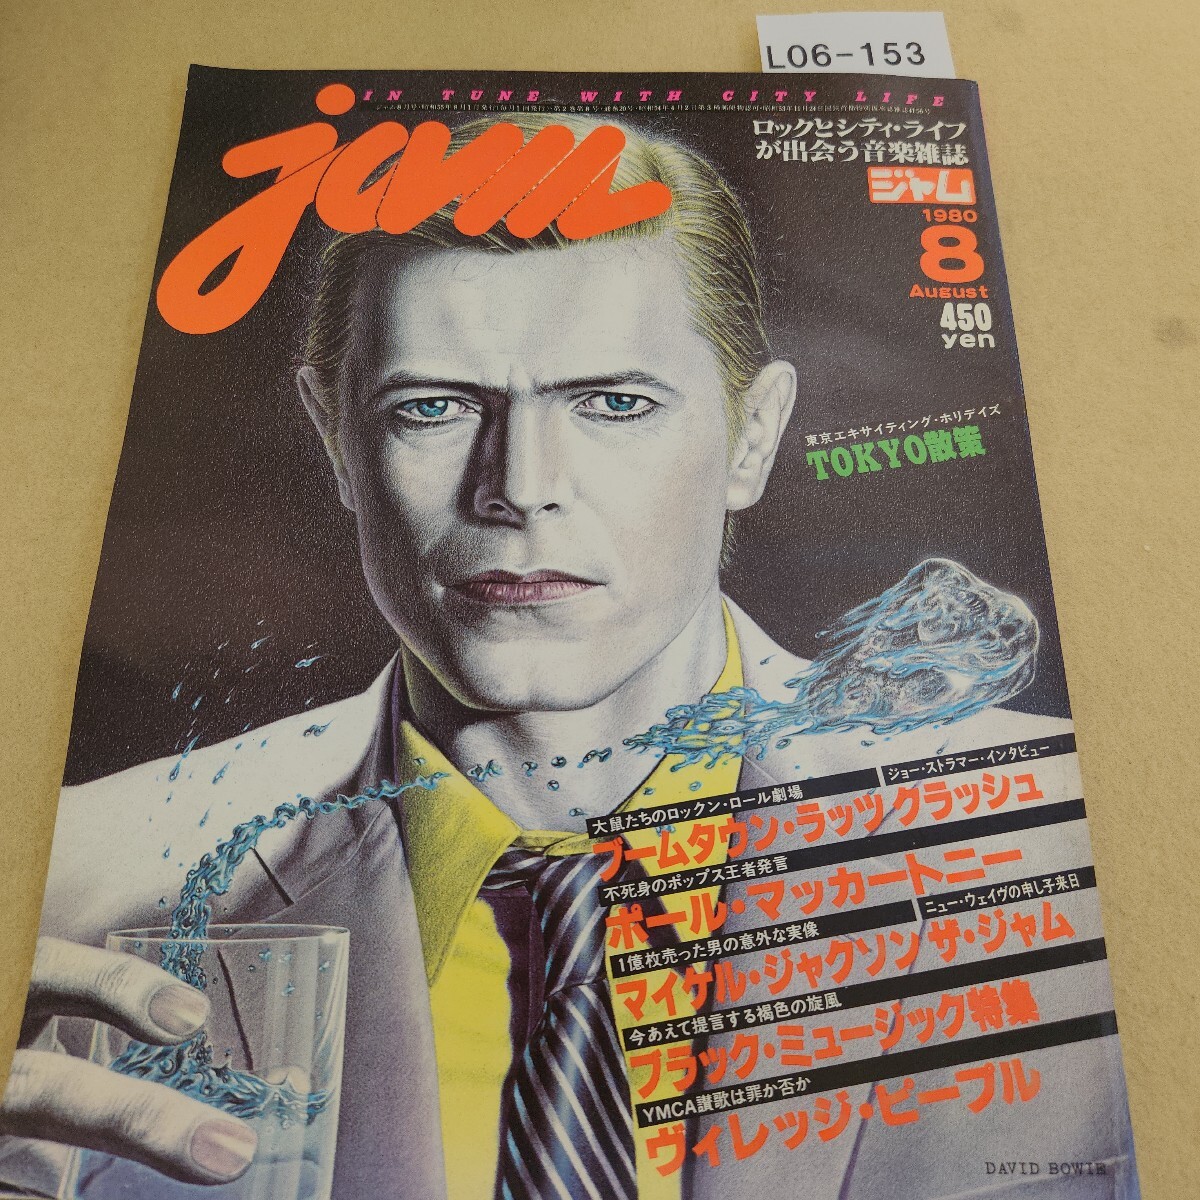 L06-153
IN TUNE WITH CITY LIFE
jam
ロックとシティ・ライフ
が出会う音楽雑誌
ジャム
1980
8
August
450
yen
東京エキサイティング・ホリデイズ
TOKYO散策
ジョー・ストラマー・インタビュー
大鼠たちのロックン・ロール劇場
ブームタウン・ラッツ クラッシュ
不死身のポップス王者発言
ポール・マッカートニー
ニュー・ウェイヴの申し子来日
1億枚売った男の意外な実像
マイケル・ジャクソン ザ・ジャム
今あえて提言する褐色の旋風
ブラック・ミュージック特集
YMCA讃歌は罪か否か
ヴィレッジ・ピープル
DAVID BOWIE